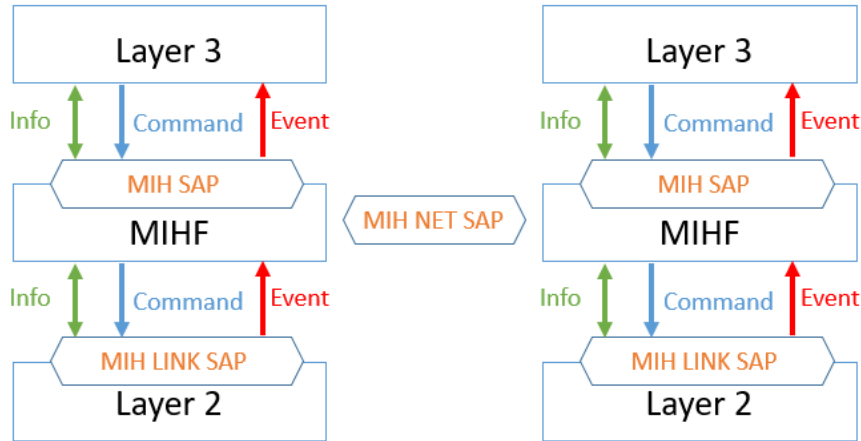 Layer 3
Layer 3
Info Command Event
Info Command Event
MIH SAP
MIH SAP
MIHF
MIH NET SAP
MIHF
Info Command Event
Info Command Event
MIH LINK SAP
MIH LINK SAP
Layer 2
Layer 2